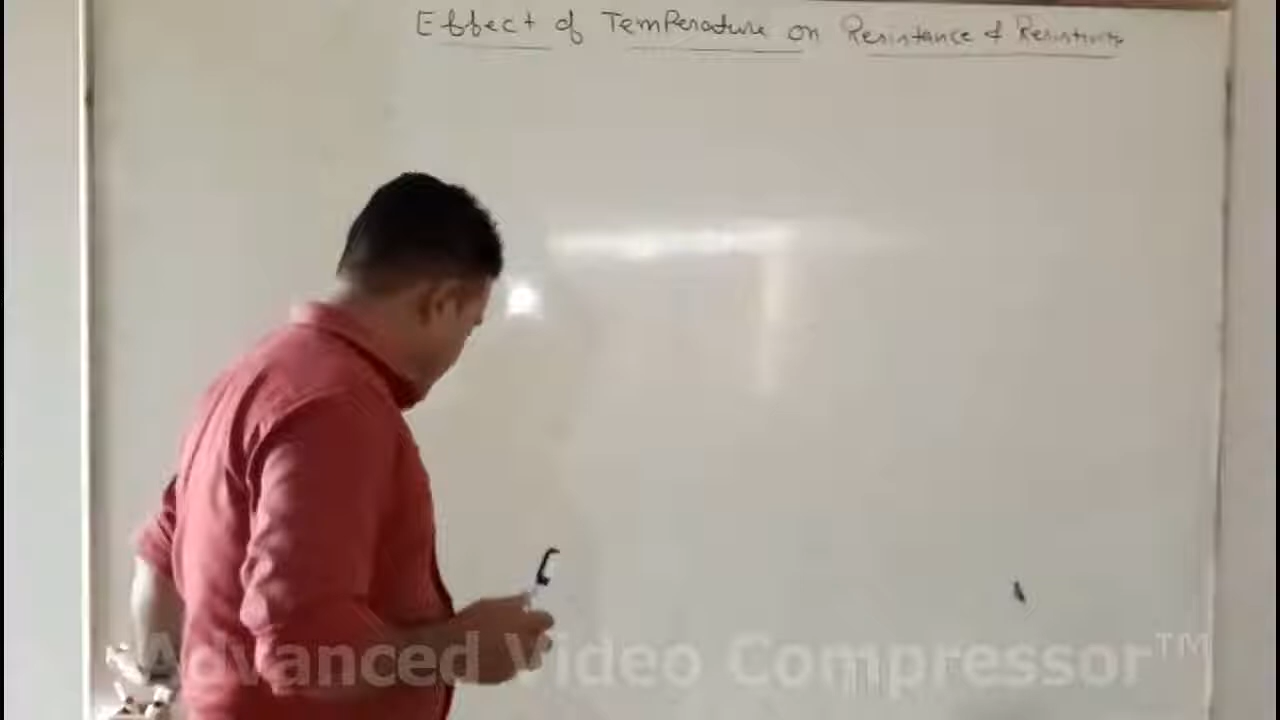 Effect of Temperature on Resistance & Resistivity
Advanced Video Compressor™